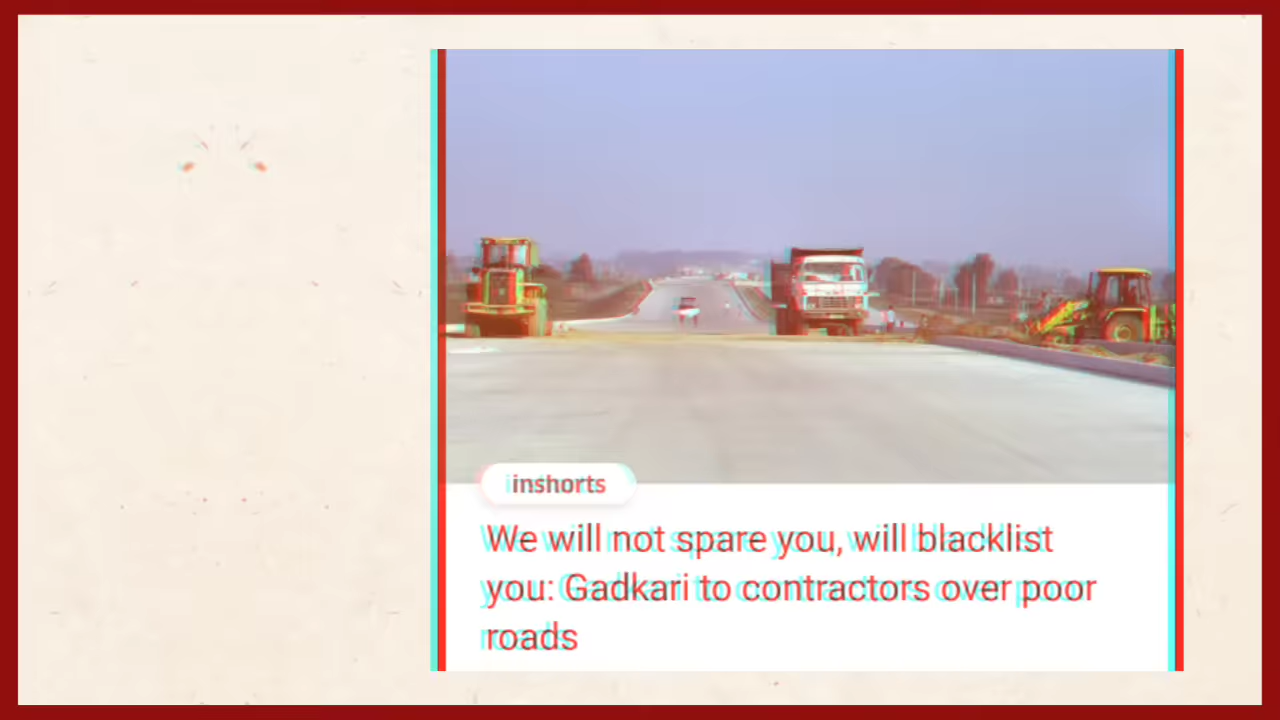 inshorts
We will not spare you, will blacklist
you: Gadkari to contractors over poor
roads